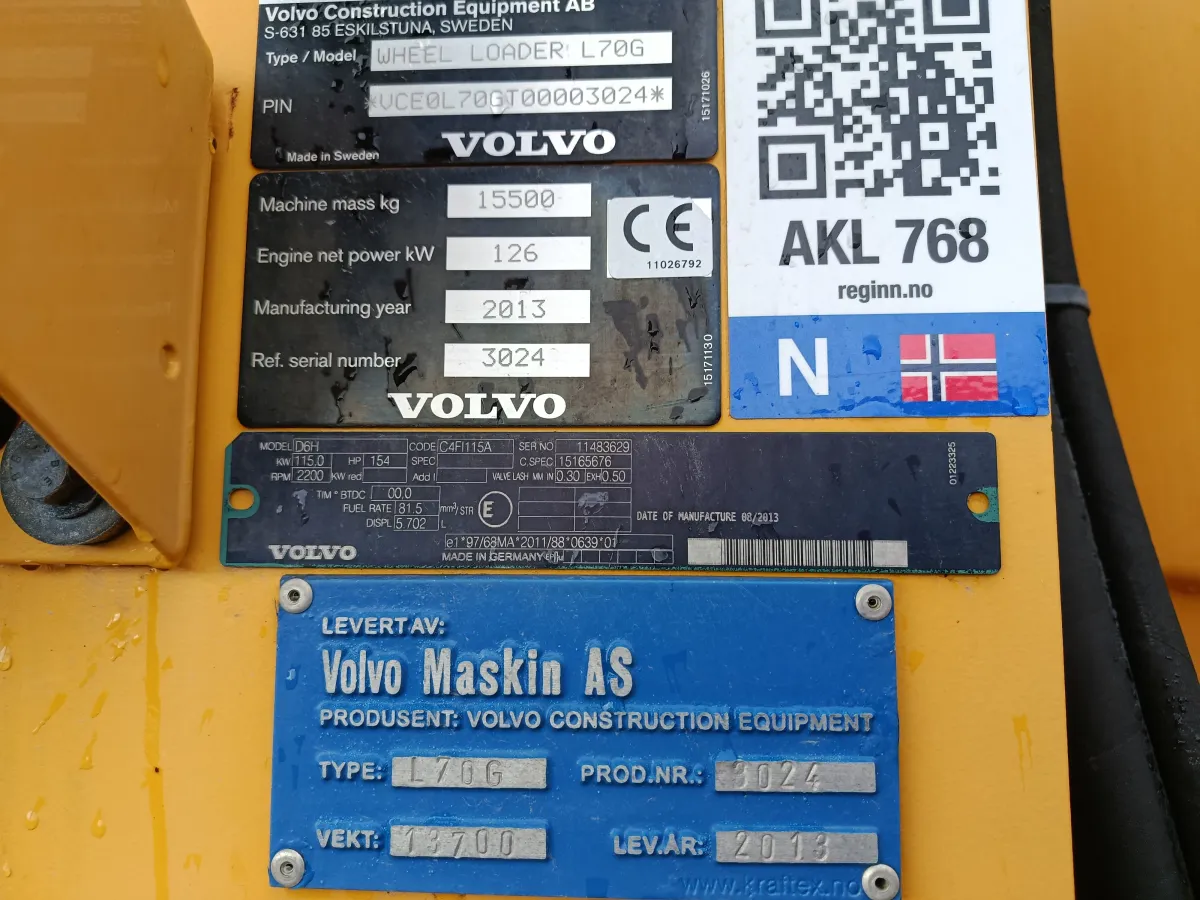 Volvo Construction Equipment AB
S-631 85 ESKILSTUNA, SWEDEN
Type / Model WHEEL LOADER L70G
PIN *VCE0L70GT00003024*
15171026
Made in Sweden VOLVO
Machine mass kg 15500
Engine net power kW 126
CE
11026792
Manufacturing year 2013
Ref. serial number 3024
15171130
VOLVO
AKL 768
reginn.no
N
MODEL D6H CODE C4FI115A SER NO 11483629
KW 115.0 HP 154 SPEC C.SPEC 15165676
RPM 2200 KW red Add I VALVE LASH MM IN 0.30 EXH 0.50
TIM ° BTDC 00.0
FUEL RATE 81.5 mm³/STR E
DISPL 5.702 L
DATE OF MANUFACTURE 08/2013
01223325
e1*97/68MA*2011/88*0639*01
VOLVO MADE IN GERMANY
LEVERT AV:
Volvo Maskin AS
PRODUSENT: VOLVO CONSTRUCTION EQUIPMENT
TYPE: L70G PROD.NR.: 3024
VEKT: 13700 LEV.ÅR: 2013
www.kraftex.no